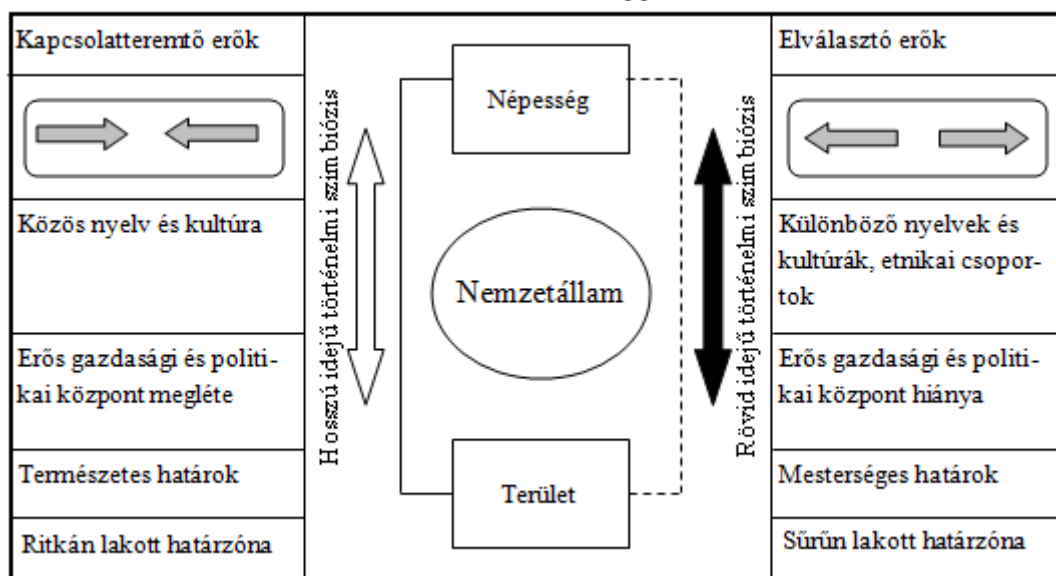 Kapcsolatteremtő erők
Közös nyelv és kultúra
Erős gazdasági és politi-
kai központ megléte
Természetes határok
Ritkán lakott határzóna
Hosszú idejű történelmi szimbiózis
Népesség
Nemzetállam
Terület
Rövid idejű történelmi szimbiózis
Elválasztó erők
Különböző nyelvek és
kultúrák, etnikai csopor-
tok
Erős gazdasági és politi-
kai központ hiánya
Mesterséges határok
Sűrűn lakott határzóna